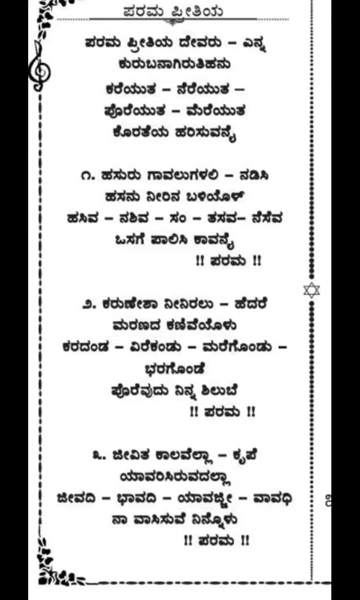 ಪರಮ ಪ್ರೀತಿಯ
ಪರಮ ಪ್ರೀತಿಯ ದೇವರು – ಎನ್ನ
ಕುರುಬನಾಗಿರುತಿಹನು
ಕರೆಯುತ – ನೆರೆಯುತ –
ಪೊರೆಯುತ – ಮೆರೆಯುತ
ಕೊರತೆಯ ಹರಿಸುವನೈ
೧. ಹಸುರು ಗಾವಲುಗಳಲಿ – ನಡಿಸಿ
ಹಸನು ನೀರಿನ ಬಳಿಯೊಳ್
ಹಸಿವ – ನಶಿವ – ಸಂ – ತಸವ– ನೆಸೆವ
ಒಸಗೆ ಪಾಲಿಸಿ ಕಾವನೈ
!! ಪರಮ !!
೨. ಕರುಣೇಶಾ ನೀನಿರಲು – ಹೆದರೆ
ಮರಣದ ಕಣಿವೆಯೊಳು
ಕರದಂಡ – ವಿರೆಕಂಡು – ಮರೆಗೊಂಡು –
ಭರಗೊಂಡೆ
ಪೊರೆವುದು ನಿನ್ನ ಶಿಲುಬೆ
!! ಪರಮ !!
೩. ಜೀವಿತ ಕಾಲವೆಲ್ಲಾ – ಕೃಪೆ
ಯಾವರಿಸಿರುವದಲ್ಲಾ
ಜೀವದಿ – ಭಾವದಿ – ಯಾವಜ್ಜೀ – ವಾವಧಿ
ನಾ ವಾಸಿಸುವೆ ನಿನ್ನೊಳು
!! ಪರಮ !!